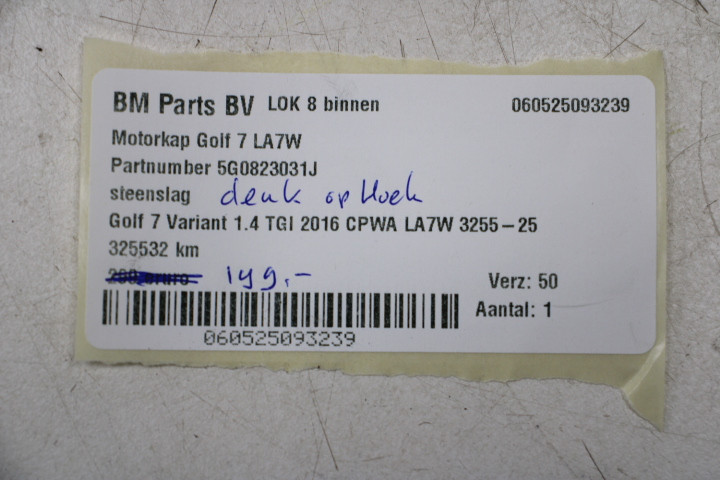 BM Parts BV LOK 8 binnen 060525093239
Motorkap Golf 7 LA7W
Partnumber 5G0823031J
steenslag deuk op Hoek
Golf 7 Variant 1.4 TGI 2016 CPWA LA7W 3255-25
325532 km
149,-
Verz: 50
Aantal: 1
060525093239